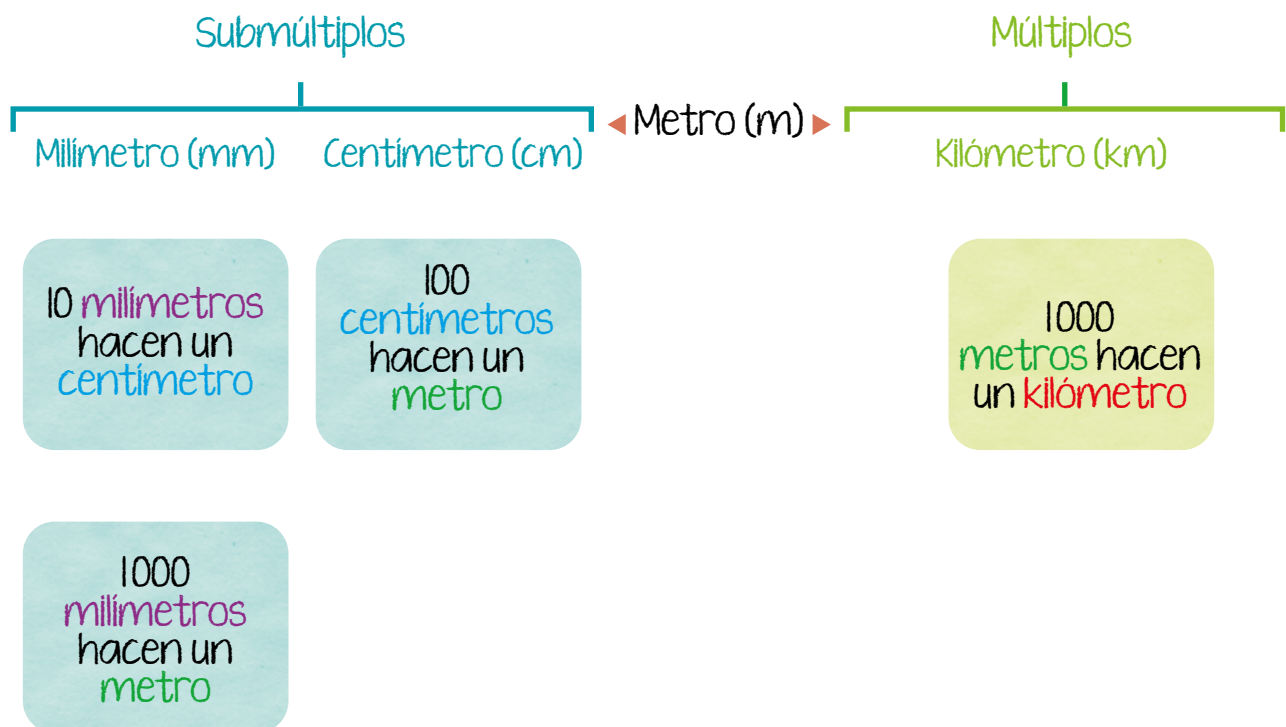 Submúltiplos
Múltiplos
Metro (m)
Milímetro (mm)
Centímetro (cm)
Kilómetro (km)
10 milímetros
hacen un
centímetro
100
centímetros
hacen un
metro
1000
metros hacen
un kilómetro
1000
milímetros
hacen un
metro